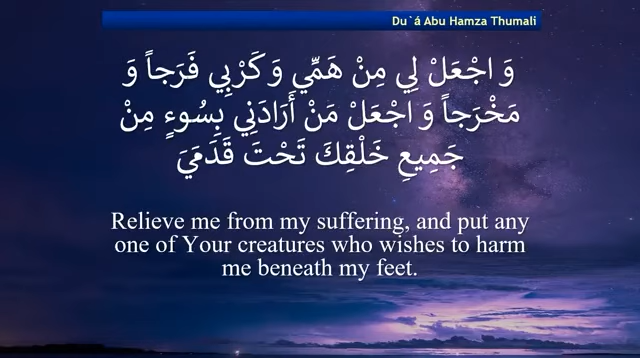 Du`á Abu Hamza Thumali
وَ اجْعَلْ لِي مِنْ هَمِّي وَ كَرْبِي فَرَجاً وَ
مَخْرَجاً وَ اجْعَلْ مَنْ أَرَادَنِي بِسُوءٍ مِنْ
جَمِيعِ خَلْقِكَ تَحْتَ قَدَمَيَ
Relieve me from my suffering, and put any
one of Your creatures who wishes to harm
me beneath my feet.